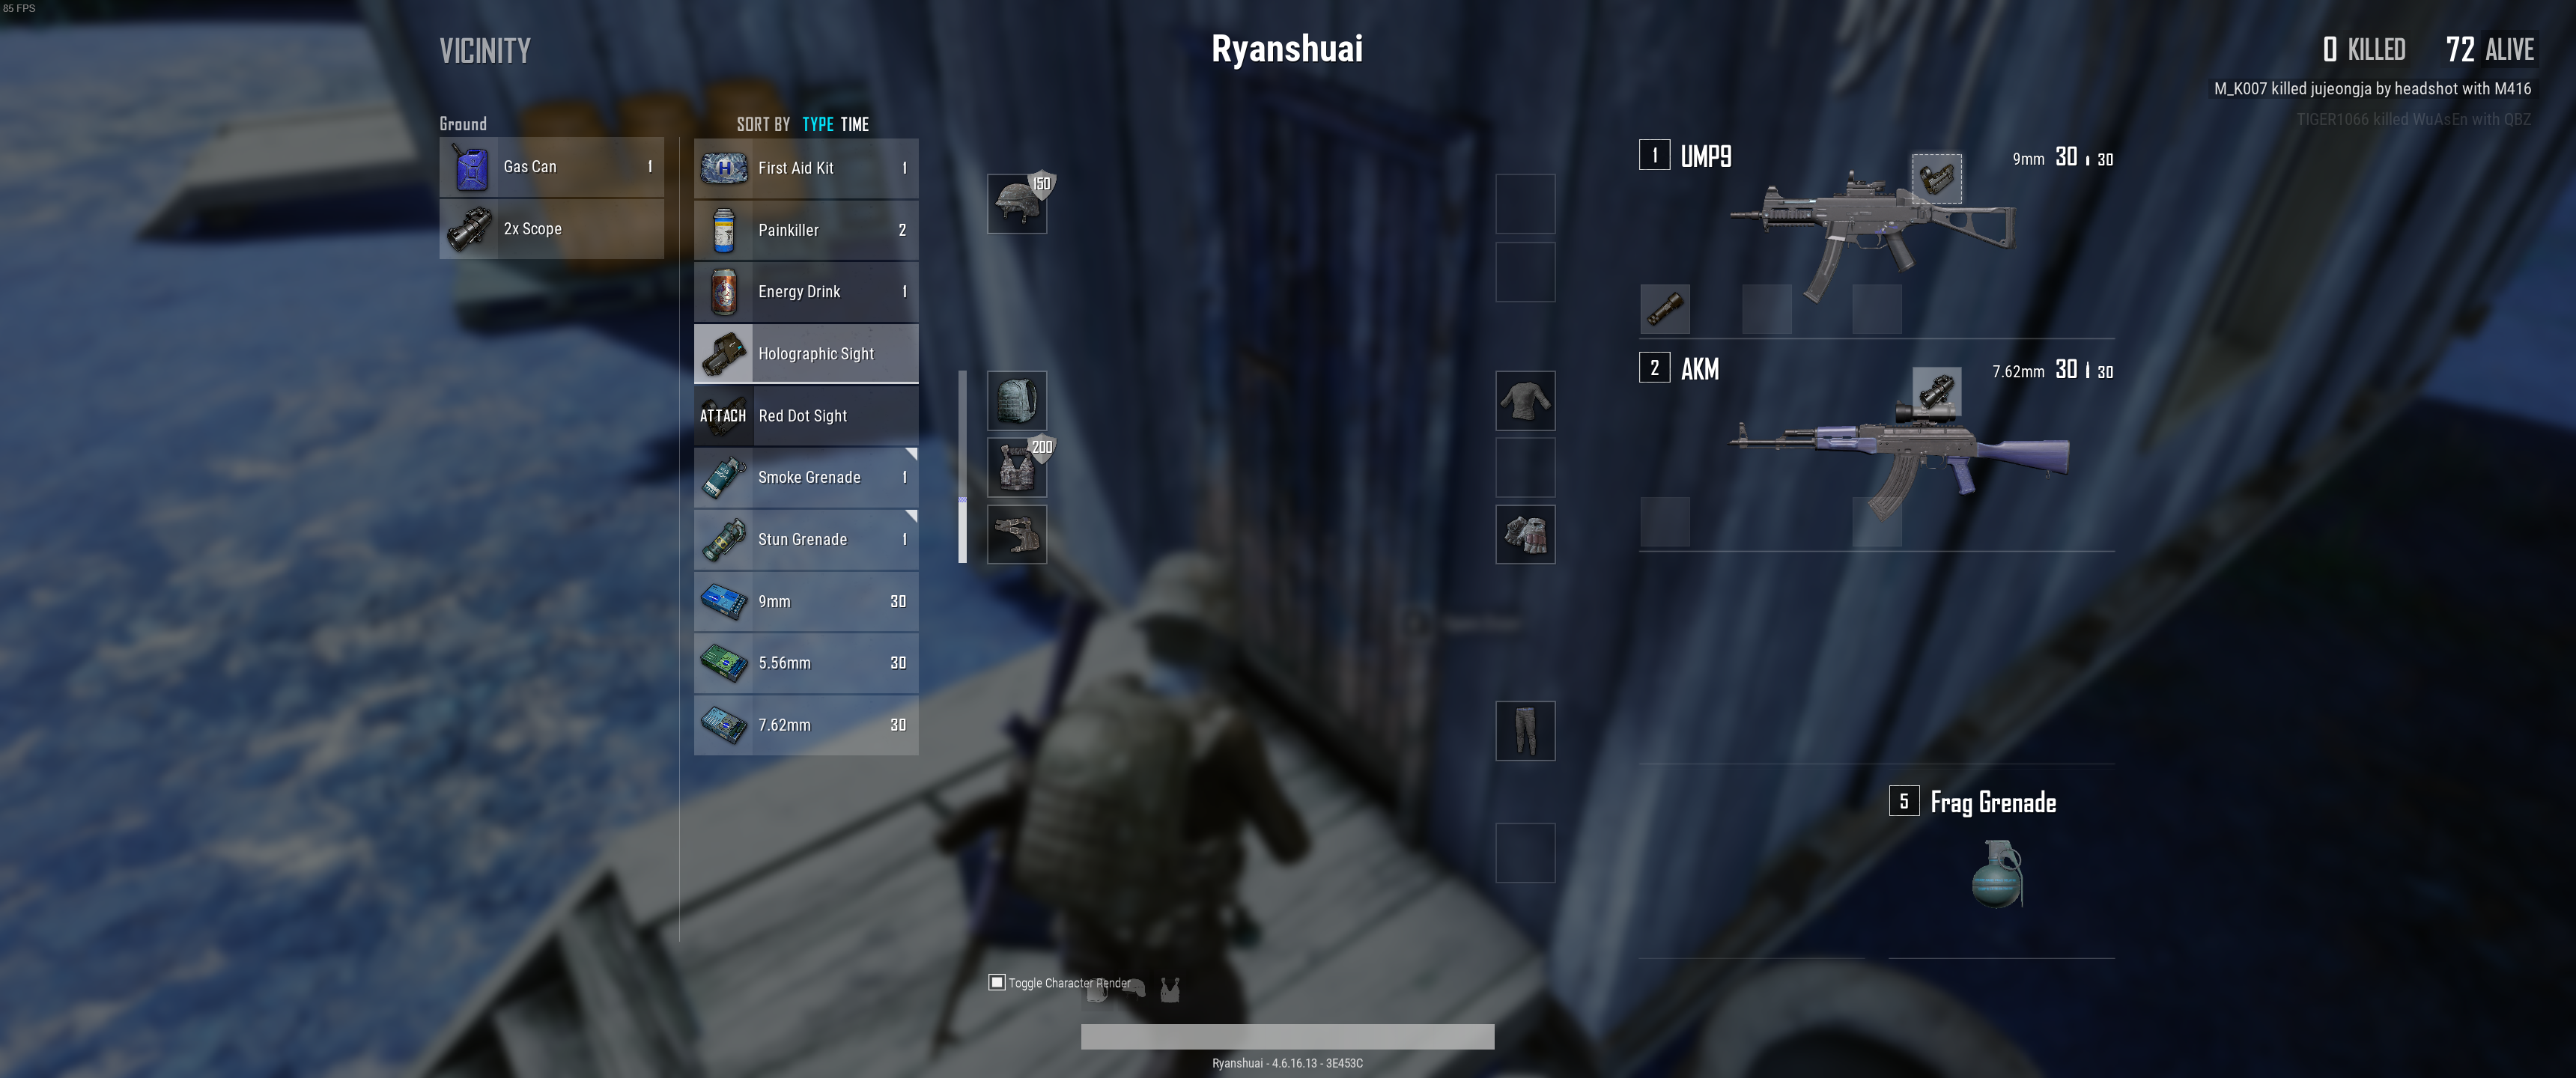 85 FPS
VICINITY
Ryanshuai
0 KILLED 72 ALIVE
M_K007 killed jujeongja by headshot with M416
TIGER1066 killed WuAsEn with QBZ
Ground
SORT BY TYPE TIME
Gas Can 1
2x Scope
First Aid Kit 1
Painkiller 2
Energy Drink 1
Holographic Sight
ATTACH Red Dot Sight
Smoke Grenade 1
Stun Grenade 1
9mm 30
5.56mm 30
7.62mm 30
150
200
1 UMP9 9mm 30 30
2 AKM 7.62mm 30 30
5 Frag Grenade
Toggle Character Render
Ryanshuai - 4.6.16.13 - 3E453C